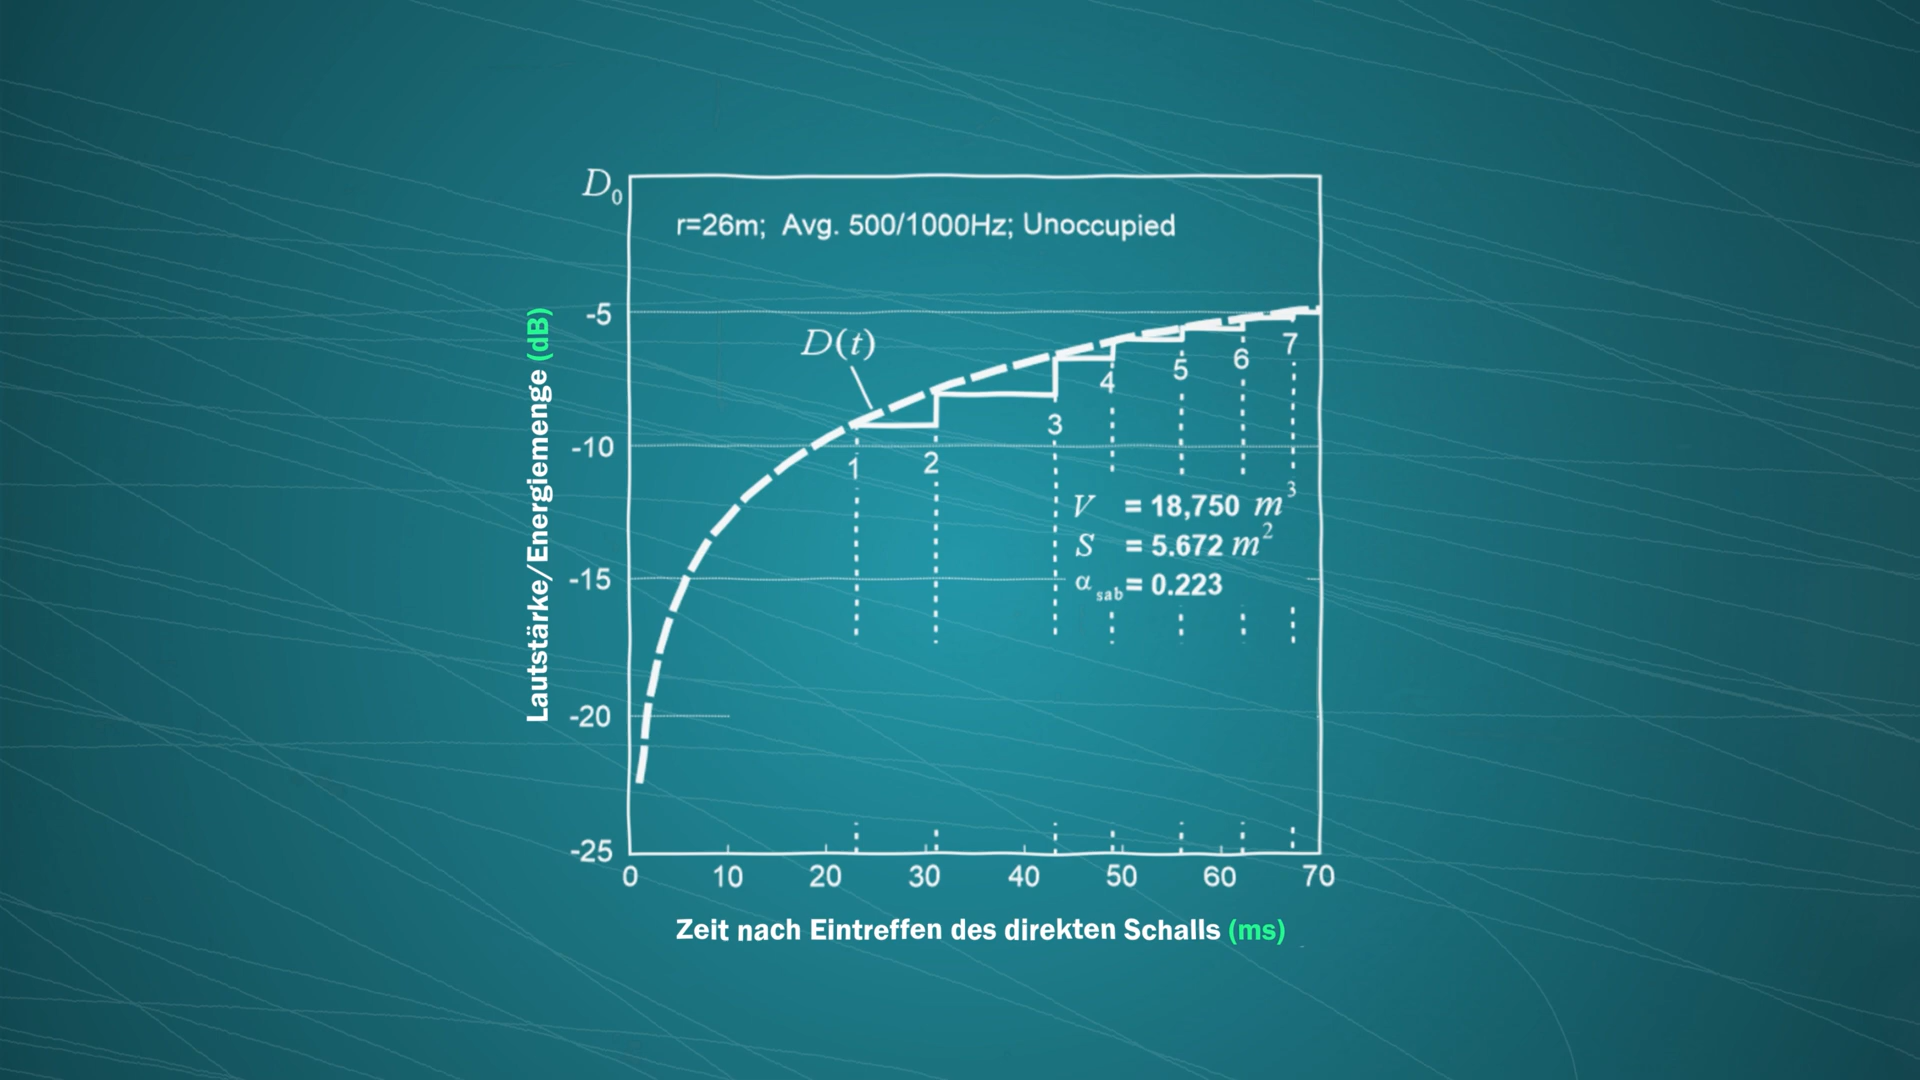 D₀
r=26m; Avg. 500/1000Hz; Unoccupied
-5
D(t)
7
6
5
4
3
-10
1
2
V = 18,750 m³
S = 5.672 m²
-15
α sab = 0.223
-20
-25
0 10 20 30 40 50 60 70
Lautstärke/Energiemenge (dB)
Zeit nach Eintreffen des direkten Schalls (ms)